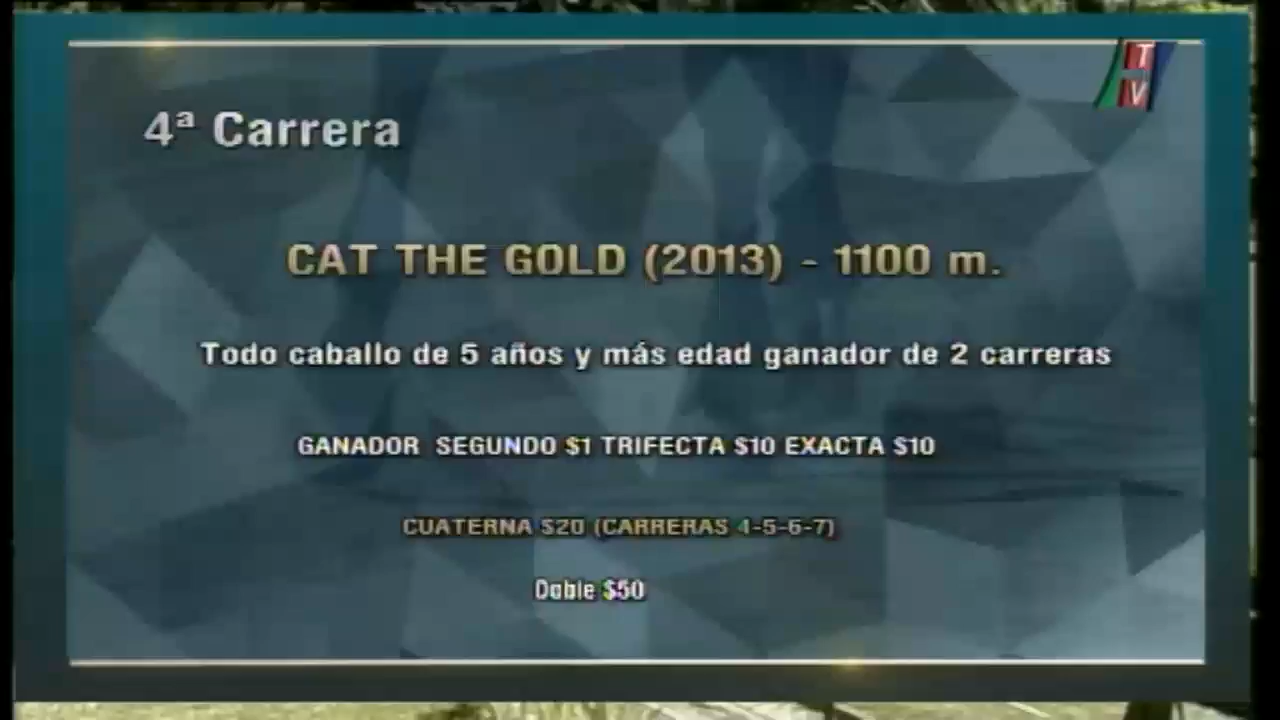 HTV
4ª Carrera
CAT THE GOLD (2013) - 1100 m.
Todo caballo de 5 años y más edad ganador de 2 carreras
GANADOR SEGUNDO $1 TRIFECTA $10 EXACTA $10
CUATERNA $20 (CARRERAS 4-5-6-7)
Doble $50